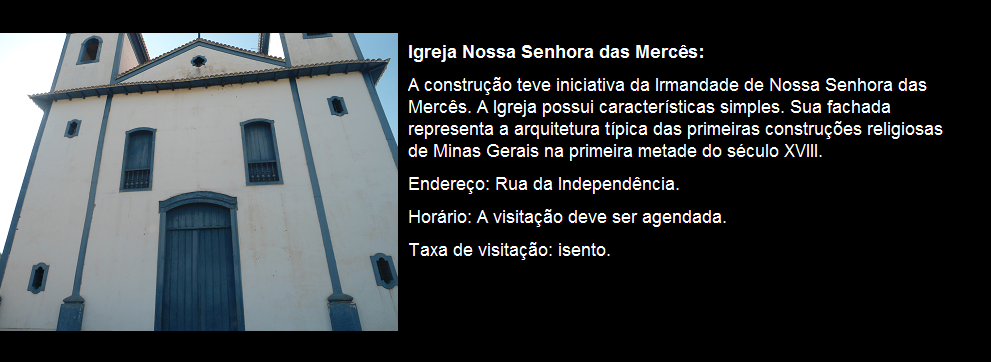 Igreja Nossa Senhora das Mercês:
A construção teve iniciativa da Irmandade de Nossa Senhora das
Mercês. A Igreja possui características simples. Sua fachada
representa a arquitetura típica das primeiras construções religiosas
de Minas Gerais na primeira metade do século XVIII.
Endereço: Rua da Independência.
Horário: A visitação deve ser agendada.
Taxa de visitação: isento.